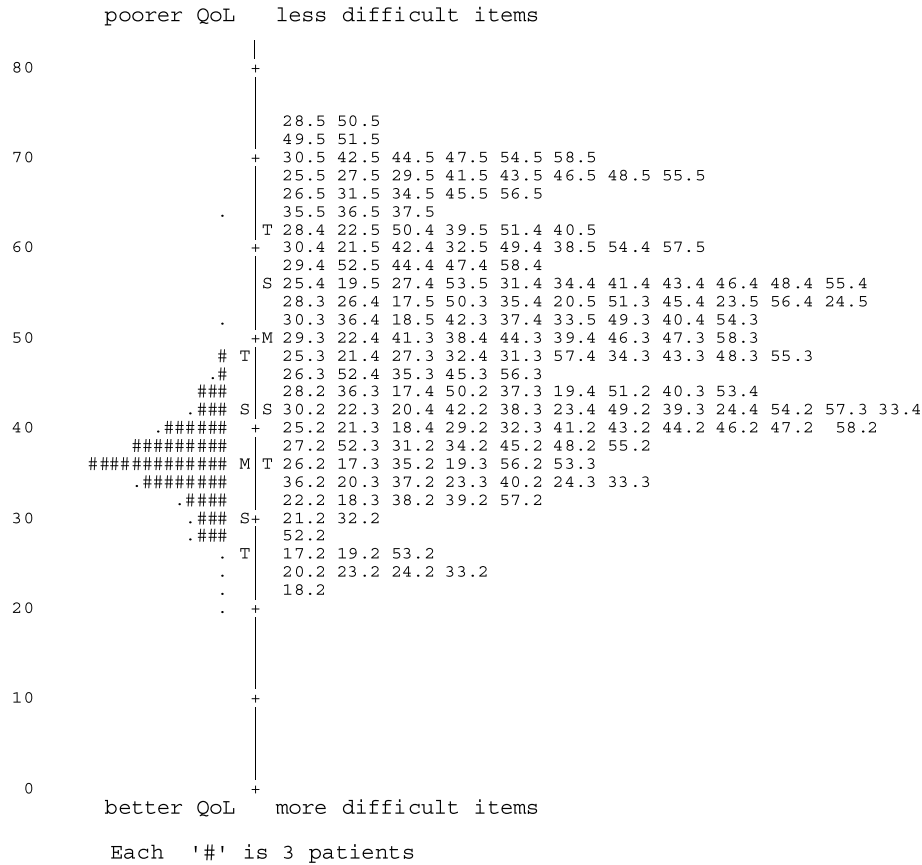 poorer QoL less difficult items
80 +
28.5 50.5
49.5 51.5
70 + 30.5 42.5 44.5 47.5 54.5 58.5
25.5 27.5 29.5 41.5 43.5 46.5 48.5 55.5
26.5 31.5 34.5 45.5 56.5
. 35.5 36.5 37.5
T 28.4 22.5 50.4 39.5 51.4 40.5
60 + 30.4 21.5 42.4 32.5 49.4 38.5 54.4 57.5
29.4 52.5 44.4 47.4 58.4
S 25.4 19.5 27.4 53.5 31.4 34.4 41.4 43.4 46.4 48.4 55.4
28.3 26.4 17.5 50.3 35.4 20.5 51.3 45.4 23.5 56.4 24.5
. 30.3 36.4 18.5 42.3 37.4 33.5 49.3 40.4 54.3
50 +M 29.3 22.4 41.3 38.4 44.3 39.4 46.3 47.3 58.3
# T 25.3 21.4 27.3 32.4 31.3 57.4 34.3 43.3 48.3 55.3
.# 26.3 52.4 35.3 45.3 56.3
### 28.2 36.3 17.4 50.2 37.3 19.4 51.2 40.3 53.4
.### S S 30.2 22.3 20.4 42.2 38.3 23.4 49.2 39.3 24.4 54.2 57.3 33.4
40 .###### + 25.2 21.3 18.4 29.2 32.3 41.2 43.2 44.2 46.2 47.2 58.2
######### 27.2 52.3 31.2 34.2 45.2 48.2 55.2
############# M T 26.2 17.3 35.2 19.3 56.2 53.3
.######## 36.2 20.3 37.2 23.3 40.2 24.3 33.3
.#### 22.2 18.3 38.2 39.2 57.2
30 .### S+ 21.2 32.2
.### 52.2
. T 17.2 19.2 53.2
. 20.2 23.2 24.2 33.2
. 18.2
20 . +
10 +
0 +
better QoL more difficult items
Each '#' is 3 patients